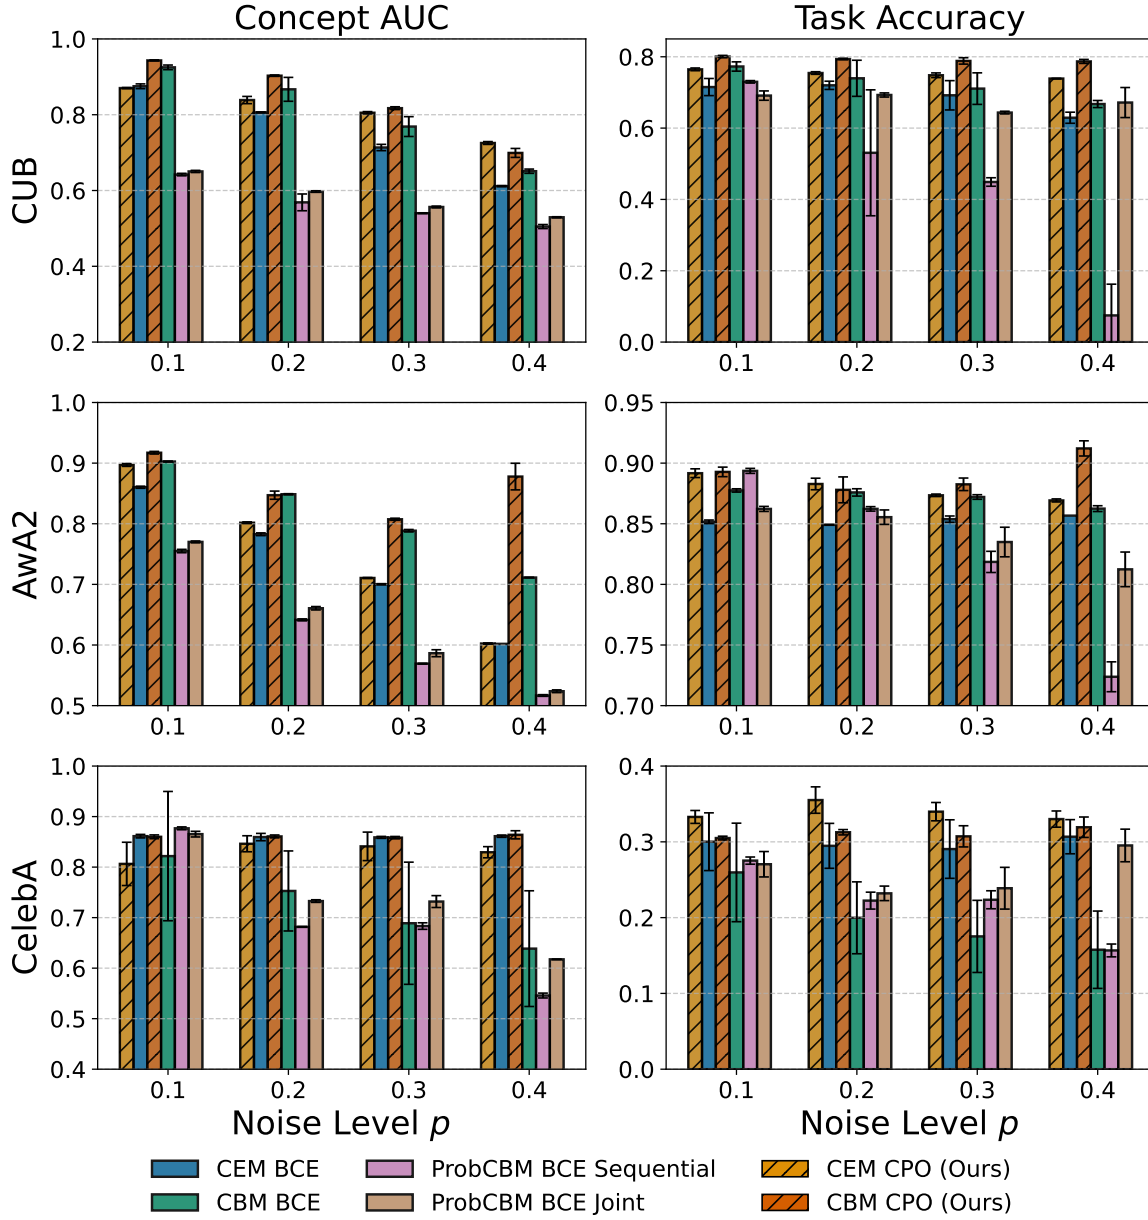 Concept AUC
Task Accuracy
CUB
1.0
0.8
0.6
0.4
0.2
0.1 0.2 0.3 0.4
0.8
0.6
0.4
0.2
0.0
0.1 0.2 0.3 0.4
AwA2
1.0
0.9
0.8
0.7
0.6
0.5
0.1 0.2 0.3 0.4
0.95
0.90
0.85
0.80
0.75
0.70
0.1 0.2 0.3 0.4
CelebA
1.0
0.9
0.8
0.7
0.6
0.5
0.4
0.1 0.2 0.3 0.4
Noise Level p
0.4
0.3
0.2
0.1
0.0
0.1 0.2 0.3 0.4
Noise Level p
CEM BCE
CBM BCE
ProbCBM BCE Sequential
ProbCBM BCE Joint
CEM CPO (Ours)
CBM CPO (Ours)